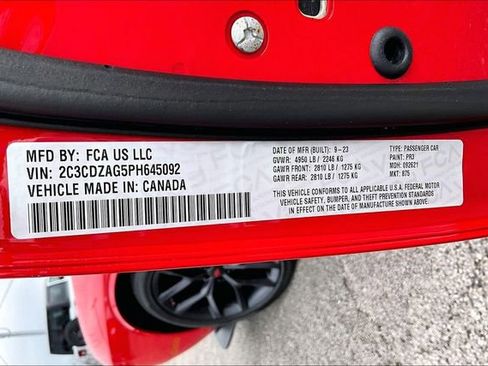 MFD BY: FCA US LLC
VIN: 2C3CDZAG5PH645092
VEHICLE MADE IN: CANADA
DATE OF MFR (BUILT): 9-23
GVWR: 4950 LB / 2246 KG
GAWR FRONT: 2810 LB / 1275 KG
GAWR REAR: 2810 LB / 1275 KG
TYPE: PASSENGER CAR
PAINT: PR3
MDH: 092621
MKT: 875
THIS VEHICLE CONFORMS TO ALL APPLICABLE U.S.A. FEDERAL MOTOR
VEHICLE SAFETY, BUMPER, AND THEFT PREVENTION STANDARDS
IN EFFECT ON THE DATE OF MANUFACTURE SHOWN ABOVE.